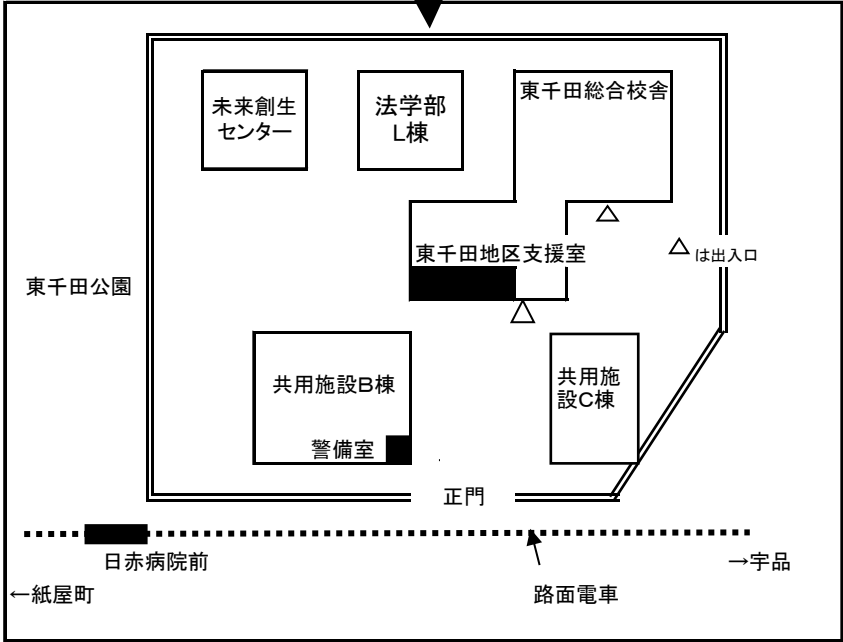 未来創生
センター
法学部
L棟
東千田総合校舎
東千田地区支援室
△は出入口
東千田公園
共用施設B棟
共用施
設C棟
警備室
正門
日赤病院前
→宇品
←紙屋町
路面電車